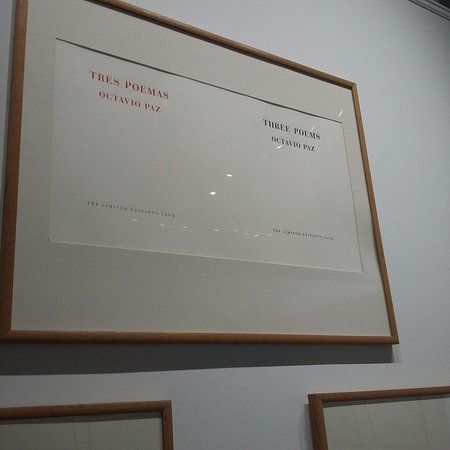 TRES POEMAS
OCTAVIO PAZ
THE LIMITED EDITIONS CLUB
THREE POEMS
OCTAVIO PAZ
THE LIMITED EDITIONS CLUB